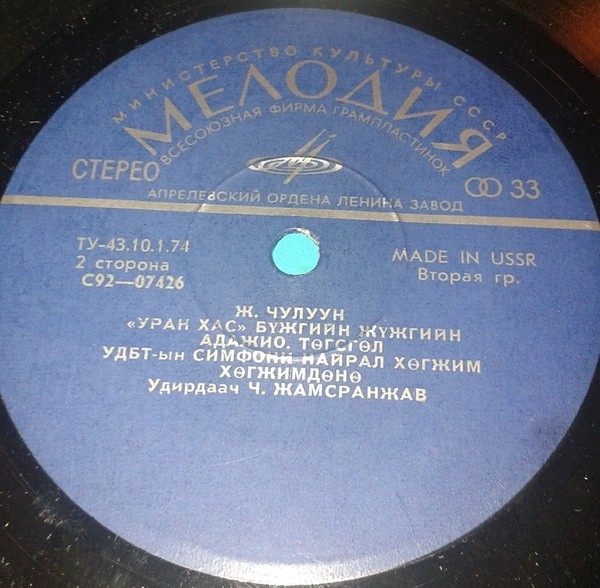 МИНИСТЕРСТВО КУЛЬТУРЫ СССР
МЕЛОДИЯ
ВСЕСОЮЗНАЯ ФИРМА ГРАМПЛАСТИНОК
СТЕРЕО
33
АПРЕЛЕВСКИЙ ОРДЕНА ЛЕНИНА ЗАВОД
ТУ-43.10.1.74
2 сторона
С92—07426
MADE IN USSR
Вторая гр.
Ж. ЧУЛУУН
«УРАН ХАС» БҮЖГИЙН ЖҮЖГИЙН
АДАЖИО. ТӨГСГӨЛ
УДБТ-ын СИМФОНИ НАЙРАЛ ХӨГЖИМ
ХӨГЖИМДӨНӨ
Удирдаач Ч. ЖАМСРАНЖАВ